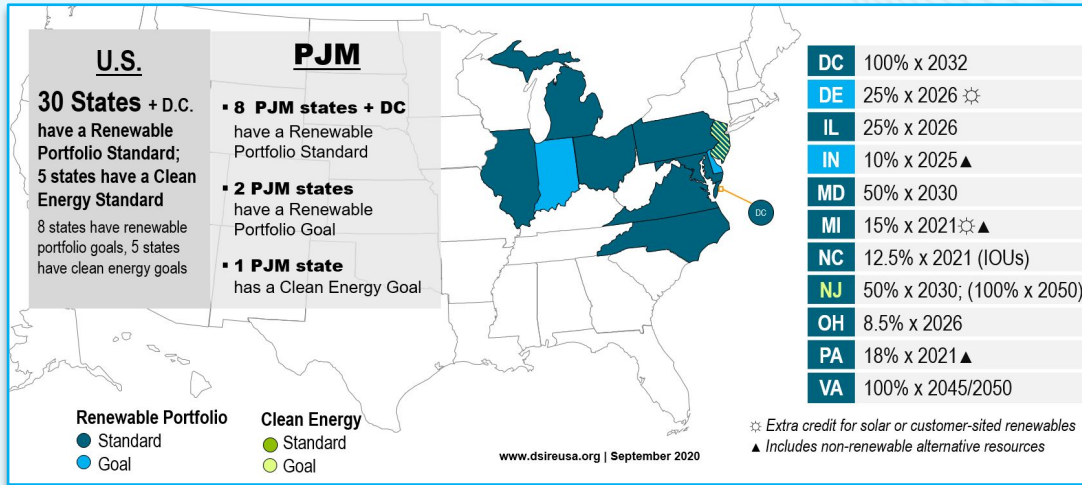 U.S.
30 States + D.C.
have a Renewable
Portfolio Standard;
5 states have a Clean
Energy Standard
8 states have renewable
portfolio goals, 5 states
have clean energy goals
PJM
▪ 8 PJM states + DC
have a Renewable
Portfolio Standard
▪ 2 PJM states
have a Renewable
Portfolio Goal
▪ 1 PJM state
has a Clean Energy Goal
DC
DC 100% x 2032
DE 25% x 2026 ☼
IL 25% x 2026
IN 10% x 2025▲
MD 50% x 2030
MI 15% x 2021☼▲
NC 12.5% x 2021 (IOUs)
NJ 50% x 2030; (100% x 2050)
OH 8.5% x 2026
PA 18% x 2021▲
VA 100% x 2045/2050
☼ Extra credit for solar or customer-sited renewables
▲ Includes non-renewable alternative resources
Renewable Portfolio
Standard
Goal
Clean Energy
Standard
Goal
www.dsireusa.org | September 2020